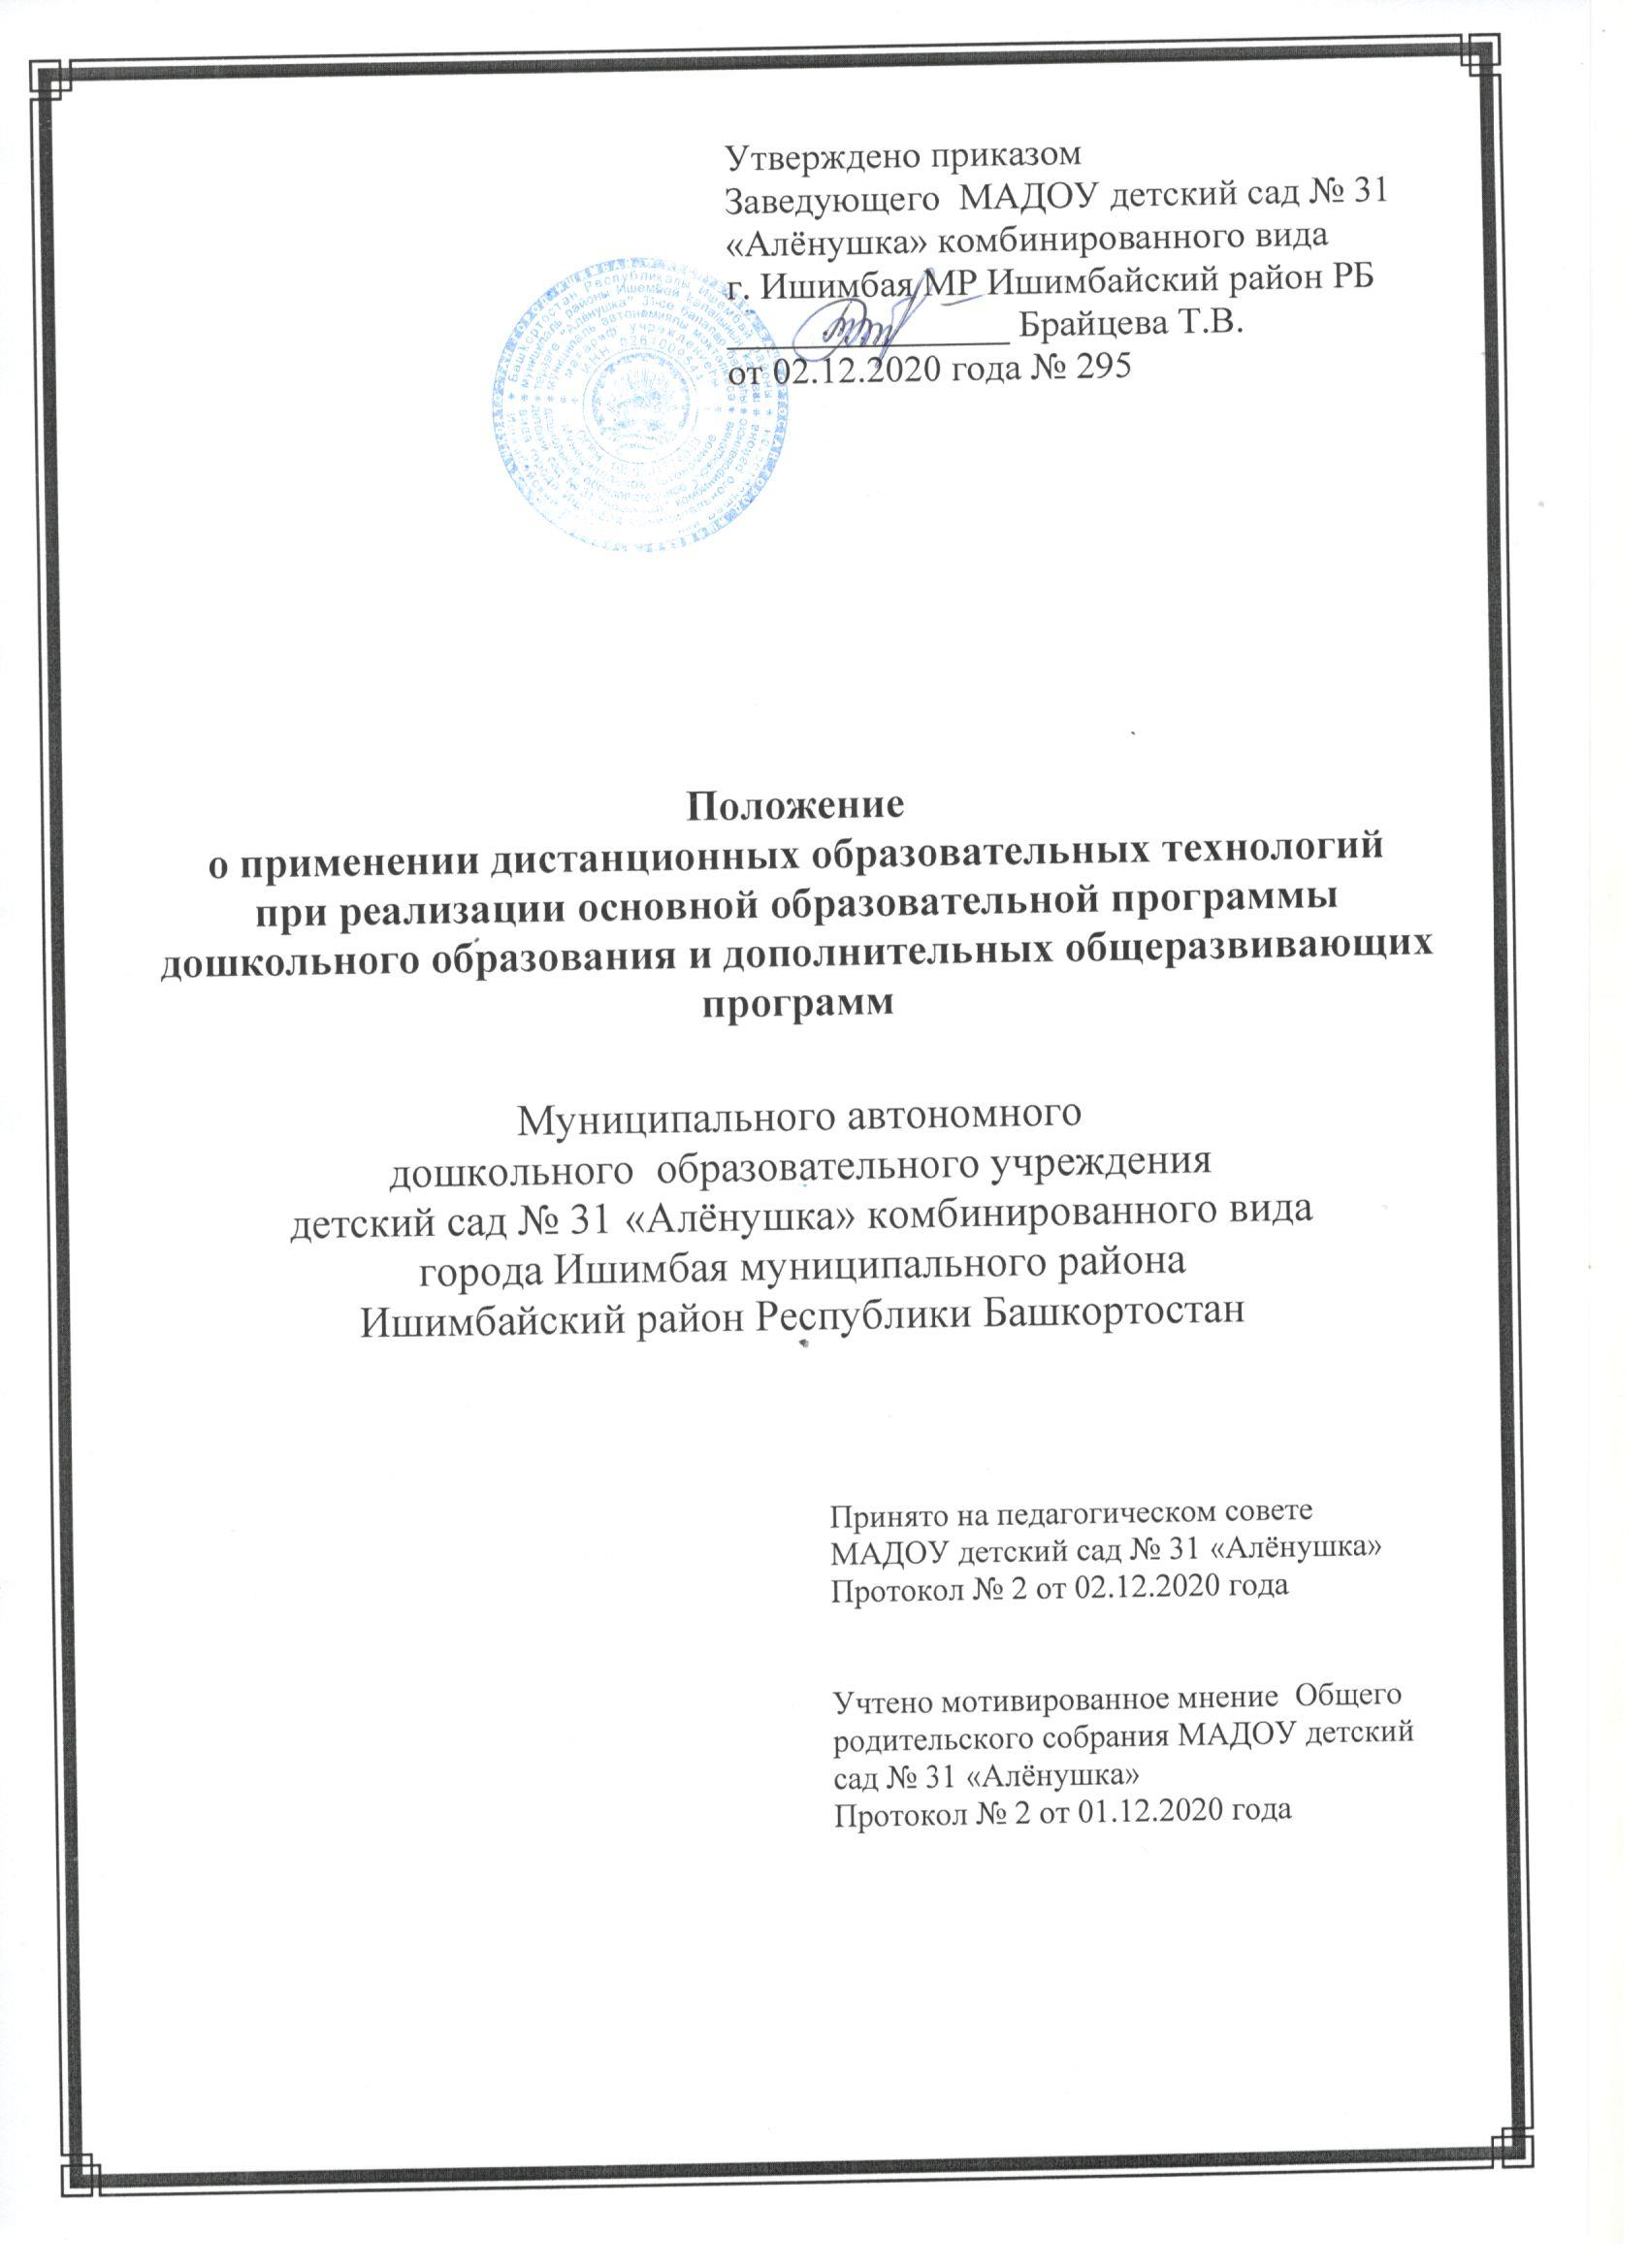 Утверждено приказом
Заведующего МАДОУ детский сад № 31
«Алёнушка» комбинированного вида
г. Ишимбая МР Ишимбайский район РБ
_______________ Брайцева Т.В.
от 02.12.2020 года № 295
Положение
о применении дистанционных образовательных технологий
при реализации основной образовательной программы
дошкольного образования и дополнительных общеразвивающих
программ
Муниципального автономного
дошкольного образовательного учреждения
детский сад № 31 «Алёнушка» комбинированного вида
города Ишимбая муниципального района
Ишимбайский район Республики Башкортостан
Принято на педагогическом совете
МАДОУ детский сад № 31 «Алёнушка»
Протокол № 2 от 02.12.2020 года
Учтено мотивированное мнение Общего
родительского собрания МАДОУ детский
сад № 31 «Алёнушка»
Протокол № 2 от 01.12.2020 года